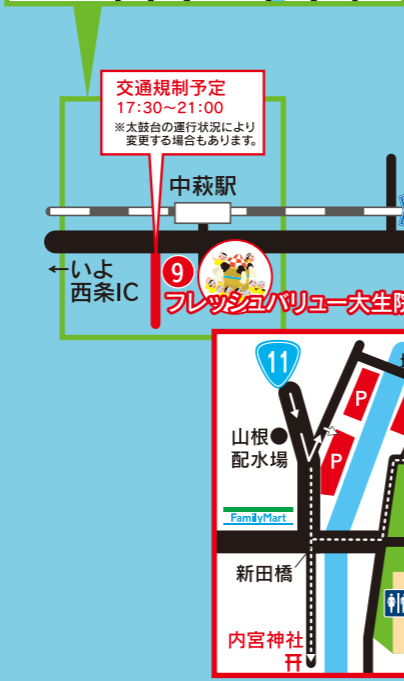 交通規制予定
17:30～21:00
※太鼓台の運行状況により
変更する場合もあります。
中萩駅
←いよ
西条IC
9
フレッシュバリュー大生院
11
P
P
山根
配水場
FamilyMart
新田橋
内宮神社